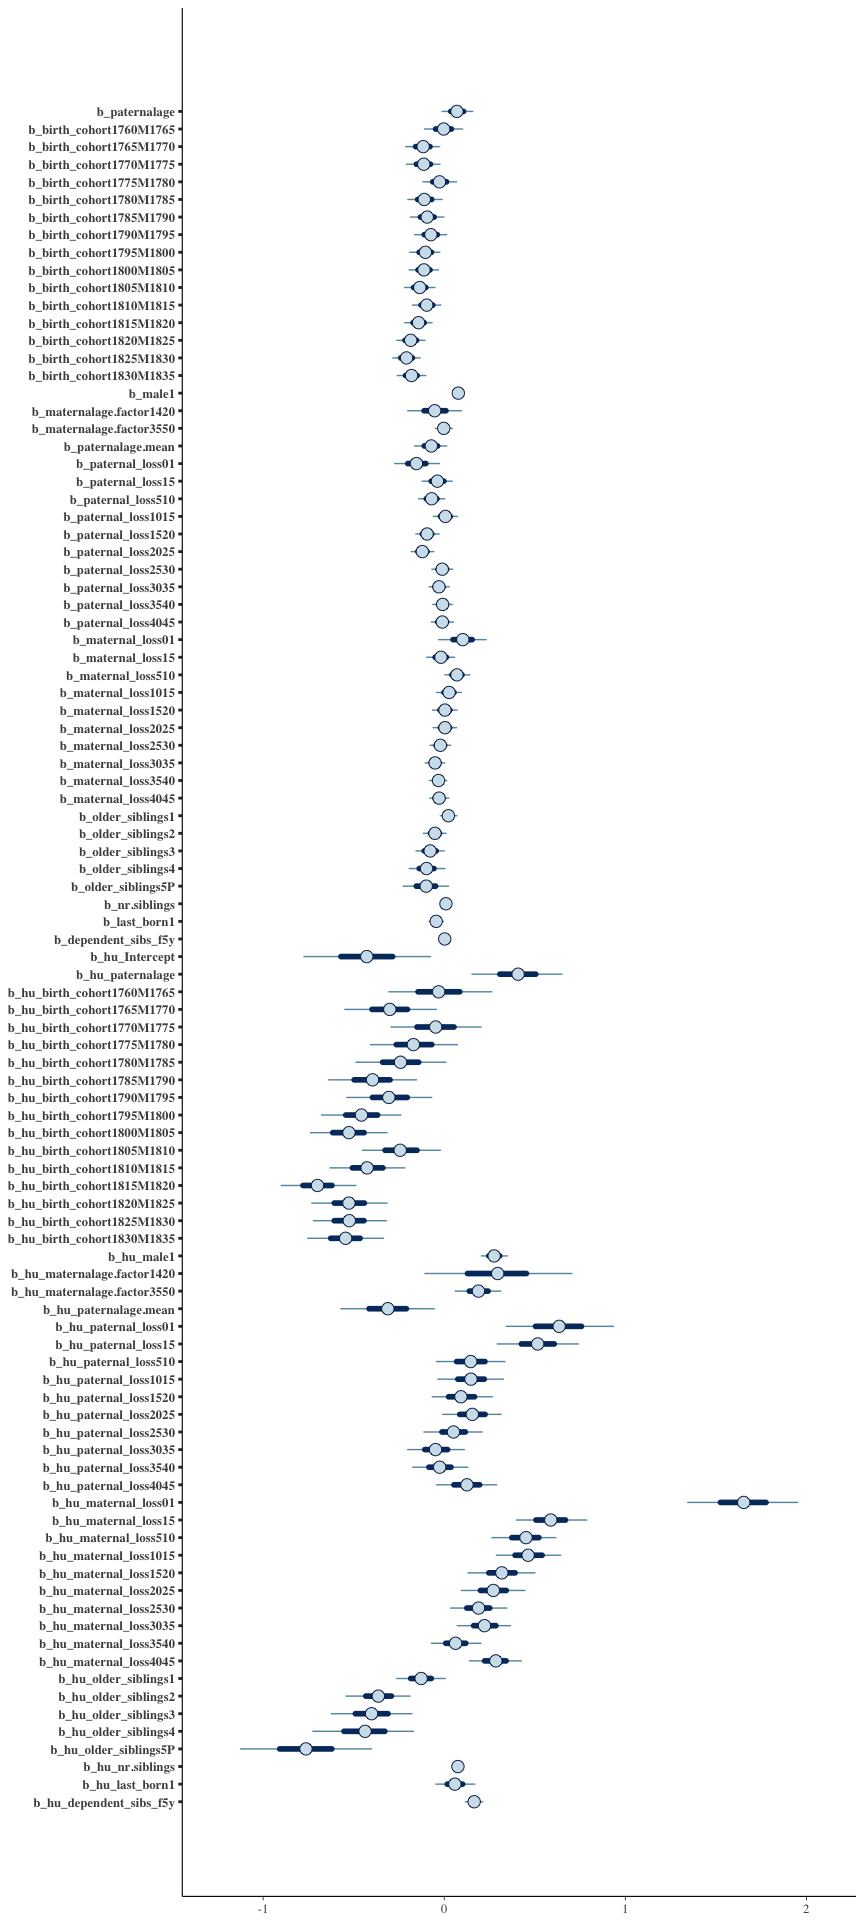 b_paternalage
b_birth_cohort1760M1765
b_birth_cohort1765M1770
b_birth_cohort1770M1775
b_birth_cohort1775M1780
b_birth_cohort1780M1785
b_birth_cohort1785M1790
b_birth_cohort1790M1795
b_birth_cohort1795M1800
b_birth_cohort1800M1805
b_birth_cohort1805M1810
b_birth_cohort1810M1815
b_birth_cohort1815M1820
b_birth_cohort1820M1825
b_birth_cohort1825M1830
b_birth_cohort1830M1835
b_male1
b_maternalage.factor1420
b_maternalage.factor3550
b_paternalage.mean
b_paternal_loss01
b_paternal_loss15
b_paternal_loss510
b_paternal_loss1015
b_paternal_loss1520
b_paternal_loss2025
b_paternal_loss2530
b_paternal_loss3035
b_paternal_loss3540
b_paternal_loss4045
b_maternal_loss01
b_maternal_loss15
b_maternal_loss510
b_maternal_loss1015
b_maternal_loss1520
b_maternal_loss2025
b_maternal_loss2530
b_maternal_loss3035
b_maternal_loss3540
b_maternal_loss4045
b_older_siblings1
b_older_siblings2
b_older_siblings3
b_older_siblings4
b_older_siblings5P
b_nr.siblings
b_last_born1
b_dependent_sibs_f5y
b_hu_Intercept
b_hu_paternalage
b_hu_birth_cohort1760M1765
b_hu_birth_cohort1765M1770
b_hu_birth_cohort1770M1775
b_hu_birth_cohort1775M1780
b_hu_birth_cohort1780M1785
b_hu_birth_cohort1785M1790
b_hu_birth_cohort1790M1795
b_hu_birth_cohort1795M1800
b_hu_birth_cohort1800M1805
b_hu_birth_cohort1805M1810
b_hu_birth_cohort1810M1815
b_hu_birth_cohort1815M1820
b_hu_birth_cohort1820M1825
b_hu_birth_cohort1825M1830
b_hu_birth_cohort1830M1835
b_hu_male1
b_hu_maternalage.factor1420
b_hu_maternalage.factor3550
b_hu_paternalage.mean
b_hu_paternal_loss01
b_hu_paternal_loss15
b_hu_paternal_loss510
b_hu_paternal_loss1015
b_hu_paternal_loss1520
b_hu_paternal_loss2025
b_hu_paternal_loss2530
b_hu_paternal_loss3035
b_hu_paternal_loss3540
b_hu_paternal_loss4045
b_hu_maternal_loss01
b_hu_maternal_loss15
b_hu_maternal_loss510
b_hu_maternal_loss1015
b_hu_maternal_loss1520
b_hu_maternal_loss2025
b_hu_maternal_loss2530
b_hu_maternal_loss3035
b_hu_maternal_loss3540
b_hu_maternal_loss4045
b_hu_older_siblings1
b_hu_older_siblings2
b_hu_older_siblings3
b_hu_older_siblings4
b_hu_older_siblings5P
b_hu_nr.siblings
b_hu_last_born1
b_hu_dependent_sibs_f5y
-1 0 1 2